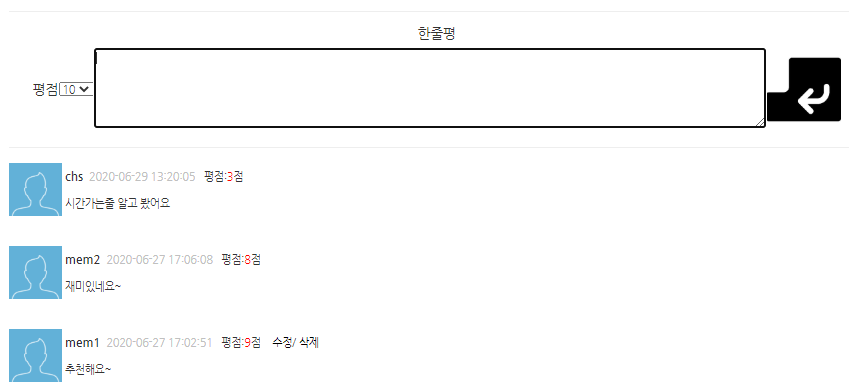 한줄평
평점 10
chs 2020-06-29 13:20:05 평점:3점
시간가는줄 알고 봤어요
mem2 2020-06-27 17:06:08 평점:8점
재미있네요~
mem1 2020-06-27 17:02:51 평점:9점 수정/ 삭제
추천해요~